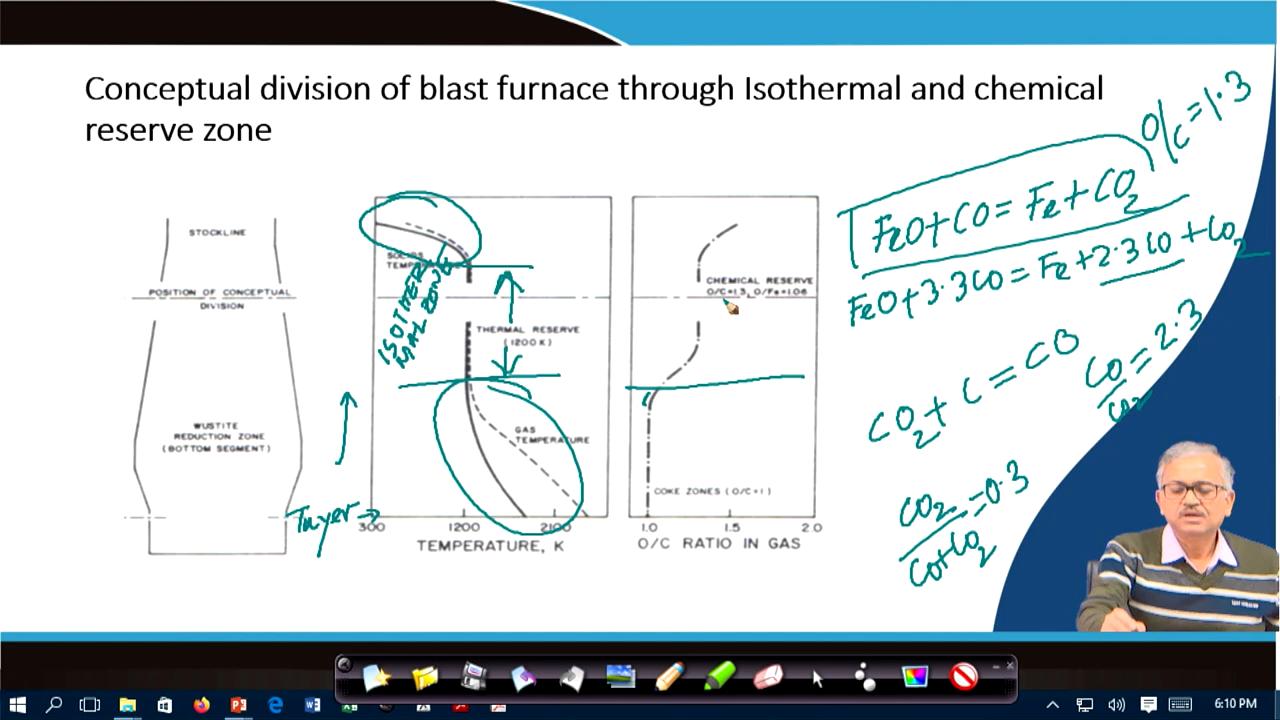 Conceptual division of blast furnace through Isothermal and chemical
reserve zone
STOCKLINE
POSITION OF CONCEPTUAL
DIVISION
WUSTITE
REDUCTION ZONE
(BOTTOM SEGMENT)
Tuyer →
SOLIDS
ISOTHER
MAL ZONE
THERMAL RESERVE
(1200 K)
GAS
TEMPERATURE
300 1200 2100
TEMPERATURE, K
CHEMICAL RESERVE
O/C=1.3, O/Fe=1.06
COKE ZONES (O/C=1)
1.0 1.5 2.0
O/C RATIO IN GAS
O/C = 1.3
FeO + CO = Fe + CO2
FeO + 3.3CO = Fe + 2.3CO + CO2
CO2 + C = CO
CO/CO2 = 2.3
CO2/CO+CO2 = 0.3
6:10 PM